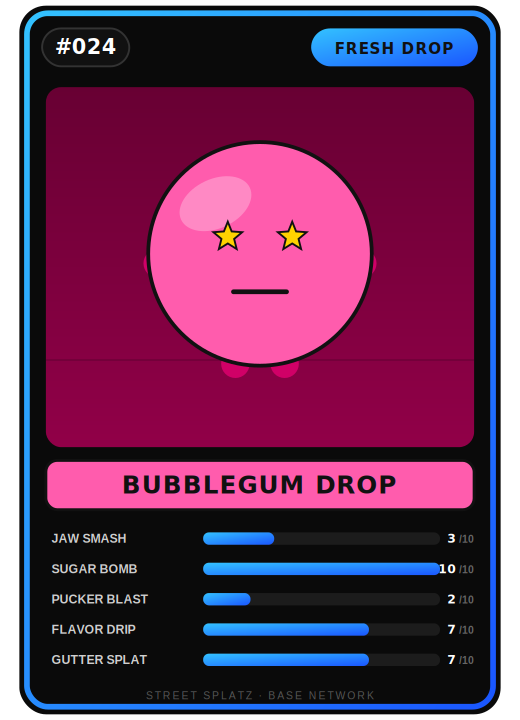 #024 FRESH DROP
BUBBLEGUM DROP
JAW SMASH 3 /10
SUGAR BOMB 10 /10
PUCKER BLAST 2 /10
FLAVOR DRIP 7 /10
GUTTER SPLAT 7 /10
STREET SPLATZ · BASE NETWORK